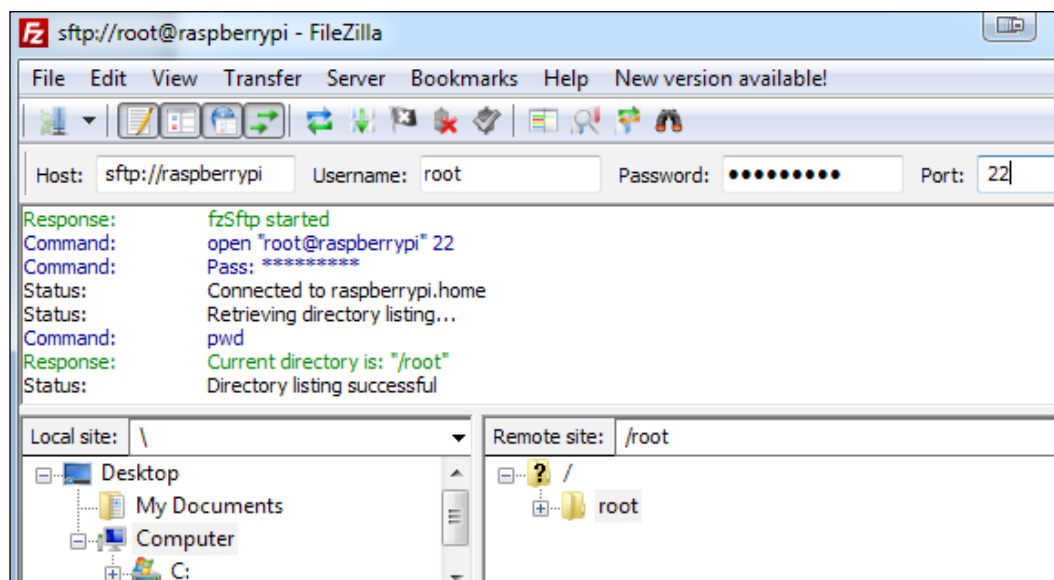 sftp://root@raspberrypi - FileZilla
File Edit View Transfer Server Bookmarks Help New version available!
Host: sftp://raspberrypi Username: root Password: ●●●●●●●●● Port: 22
Response: fzSftp started
Command: open "root@raspberrypi" 22
Command: Pass: *********
Status: Connected to raspberrypi.home
Status: Retrieving directory listing...
Command: pwd
Response: Current directory is: "/root"
Status: Directory listing successful
Local site: \ Remote site: /root
Desktop /
My Documents root
Computer
C: